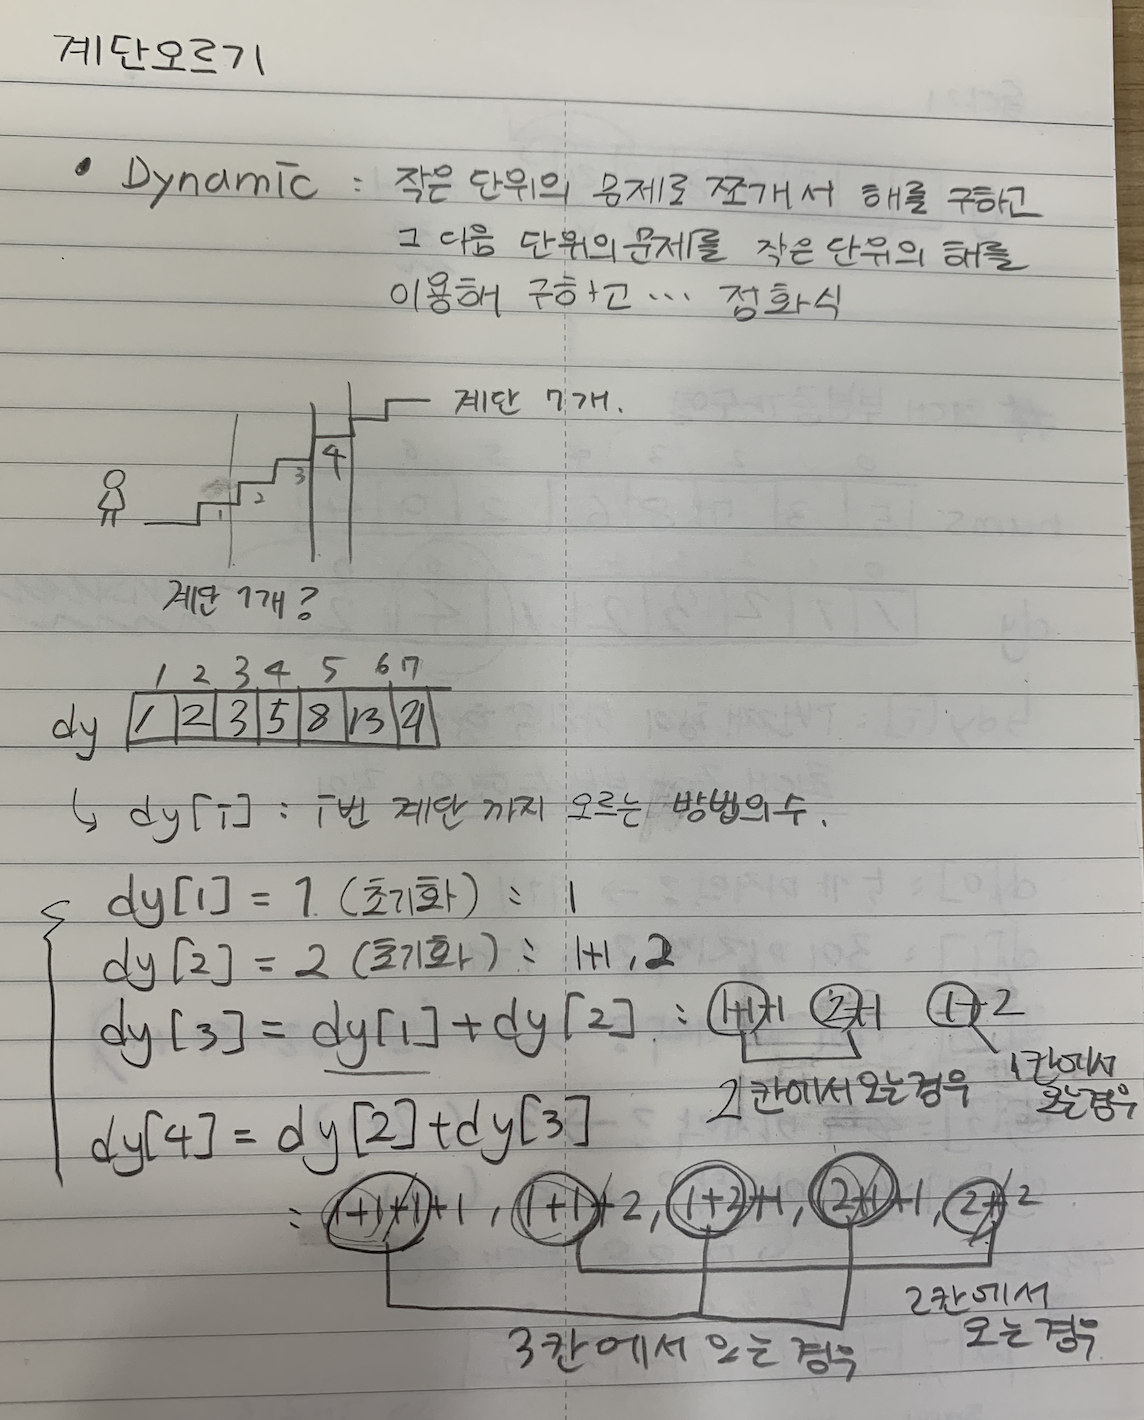 계단오르기
• Dynamic : 작은 단위의 문제로 쪼개서 해를 구하고
그 다음 단위의 문제를 작은 단위의 해를
이용해 구하고 ... 점화식
계단 7개.
1 2 3 4
계단 1개?
1 2 3 4 5 6 7
dy 1 2 3 5 8 13 21
↳ dy[i] : i번 계단 까지 오르는 방법의수.
dy[1] = 1 (초기화) : 1
dy[2] = 2 (초기화) : 1+1, 2
dy[3] = dy[1] + dy[2] : 1+1+1 2+1 1+2
2칸에서 오는경우 1칸에서 오는경우
dy[4] = dy[2]+dy[3]
: 1+1+1+1, 1+1+2, 1+2+1, 2+1+1, 2+2
2칸에서
오는경우
3칸에서 오는 경우